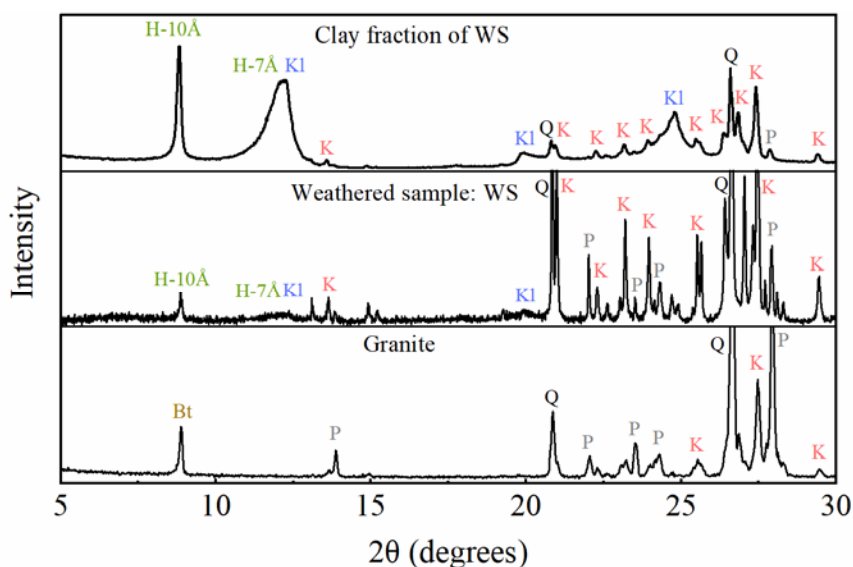 Clay fraction of WS
H-10Å
H-7Å Kl
K
Kl
Q K
K
K
K
Kl
K
K
Q
K
K
P
K
Weathered sample: WS
H-10Å
H-7Å Kl
K
Kl
Q K
P
K
K
P
K
P
K
Q
K
P
K
Granite
Bt
P
Q
P
P
P
K
Q
K
P
K
Intensity
5 10 15 20 25 30
2θ (degrees)